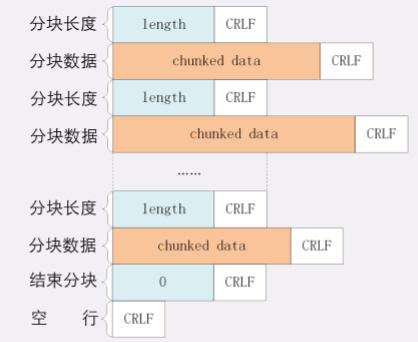 分块长度 length CRLF
分块数据 chunked data CRLF
分块长度 length CRLF
分块数据 chunked data CRLF
……
分块长度 length CRLF
分块数据 chunked data CRLF
结束分块 0 CRLF
空 行 CRLF